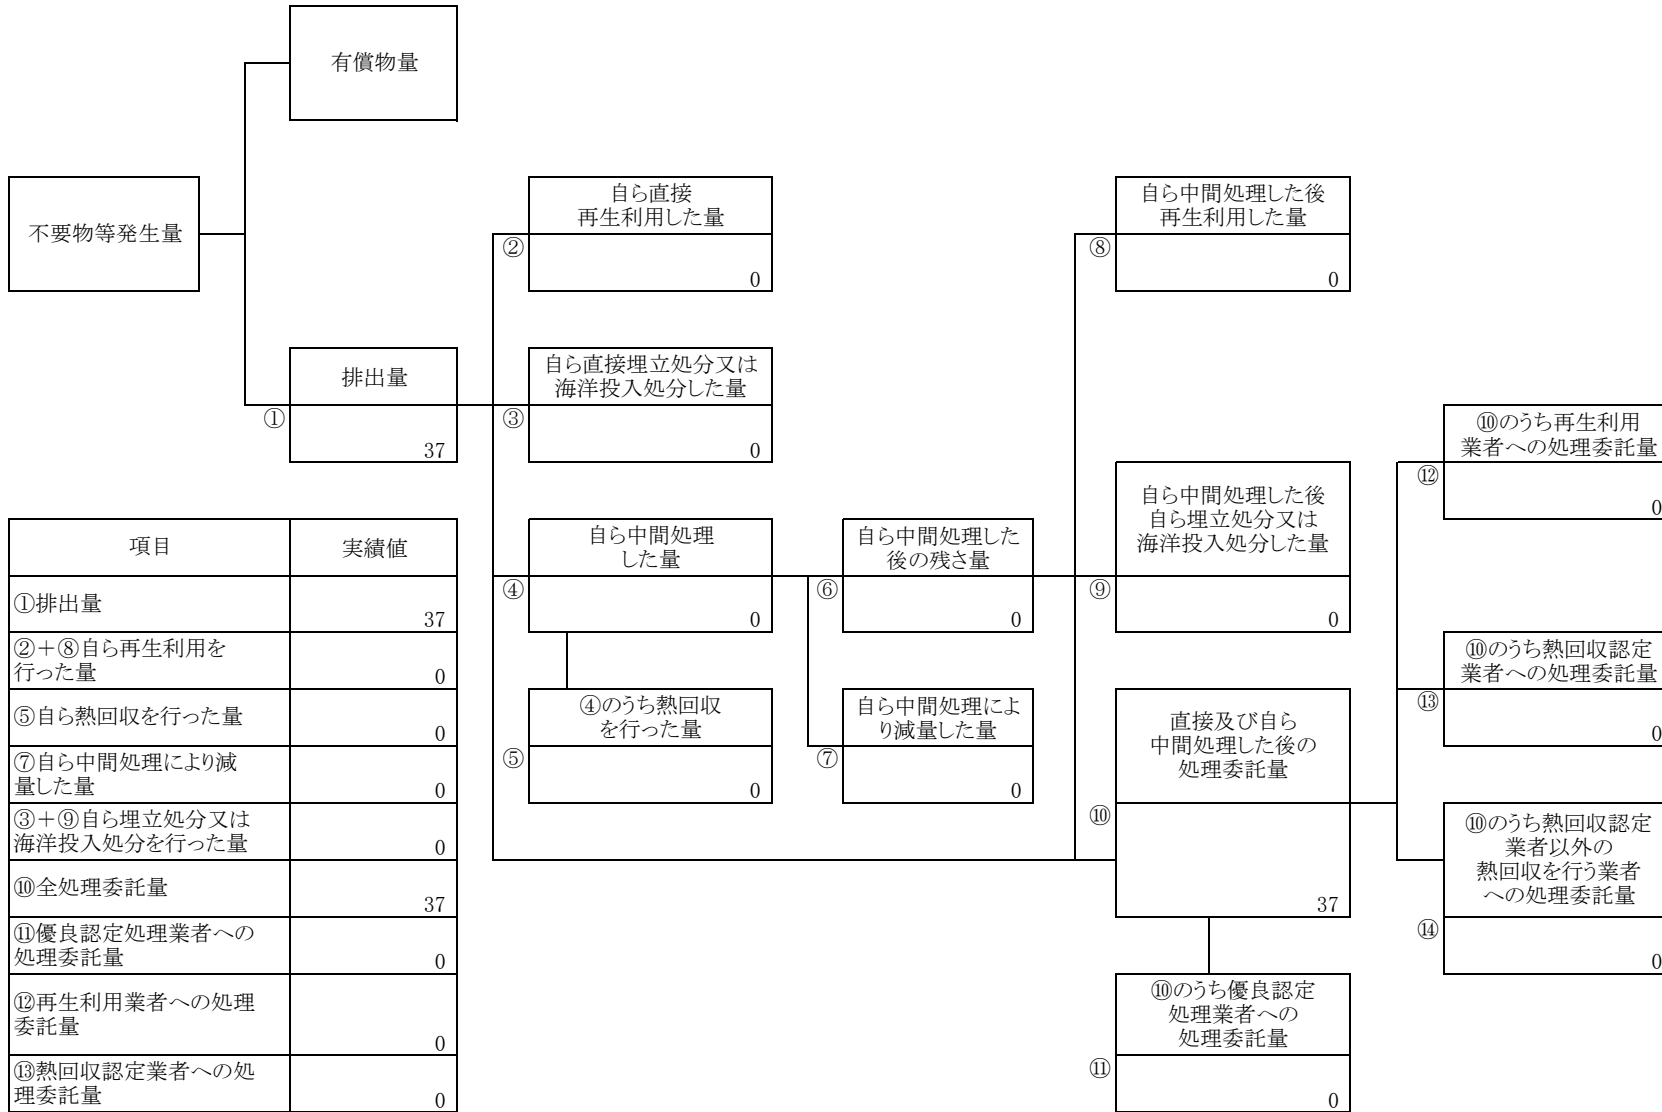 有償物量
不要物等発生量
自ら直接
再生利用した量
②
0
自ら中間処理した後
再生利用した量
⑧
0
排出量
①
37
自ら直接埋立処分又は
海洋投入処分した量
③
0
⑩のうち再生利用
業者への処理委託量
⑫
0
自ら中間処理
した量
④
0
自ら中間処理した
後の残さ量
⑥
0
自ら中間処理した後
自ら埋立処分又は
海洋投入処分した量
⑨
0
⑩のうち熱回収認定
業者への処理委託量
⑬
0
④のうち熱回収
を行った量
⑤
0
自ら中間処理によ
り減量した量
⑦
0
直接及び自ら
中間処理した後の
処理委託量
⑩
37
⑩のうち熱回収認定
業者以外の
熱回収を行う業者
への処理委託量
⑭
0
⑩のうち優良認定
処理業者への
処理委託量
⑪
0
項目 実績値
①排出量
37
②＋⑧自ら再生利用を
行った量
0
⑤自ら熱回収を行った量
0
⑦自ら中間処理により減
量した量
0
③＋⑨自ら埋立処分又は
海洋投入処分を行った量
0
⑩全処理委託量
37
⑪優良認定処理業者への
処理委託量
0
⑫再生利用業者への処理
委託量
0
⑬熱回収認定業者への処
理委託量
0